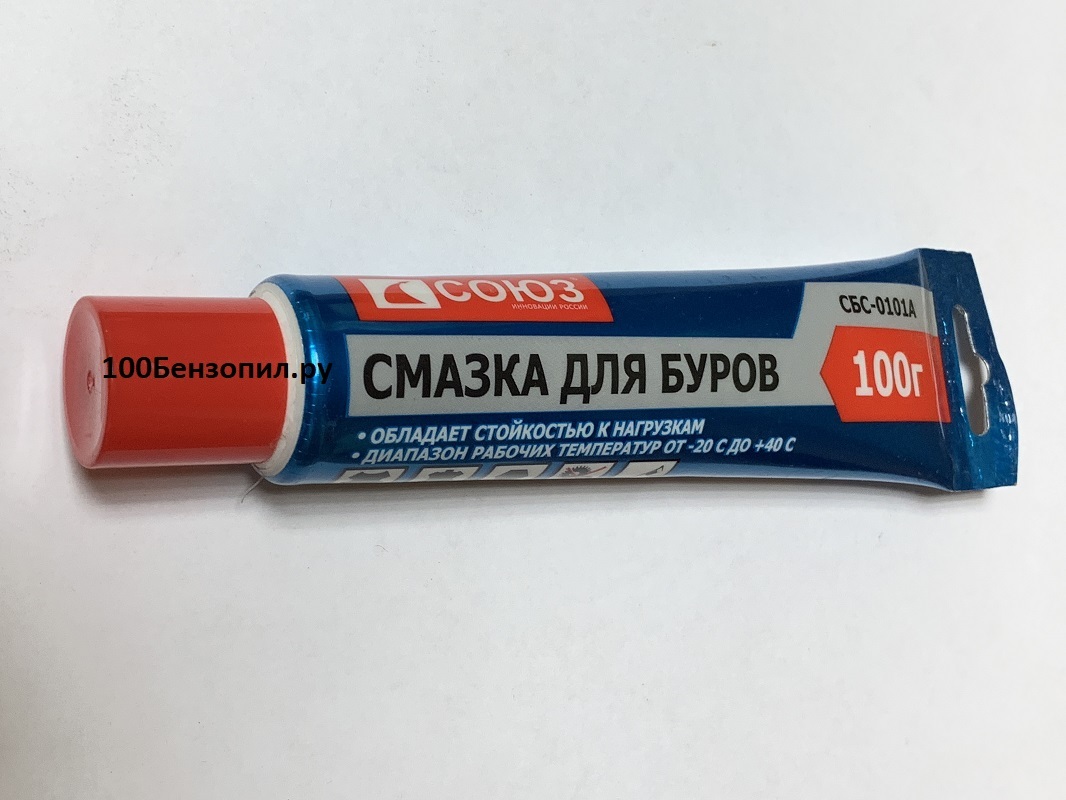 СОЮЗ
ИННОВАЦИИ РОССИИ
СБС-0101А
СМАЗКА ДЛЯ БУРОВ
100г
• ОБЛАДАЕТ СТОЙКОСТЬЮ К НАГРУЗКАМ
• ДИАПАЗОН РАБОЧИХ ТЕМПЕРАТУР ОТ -20 С ДО +40 С
100Бензопил.ру